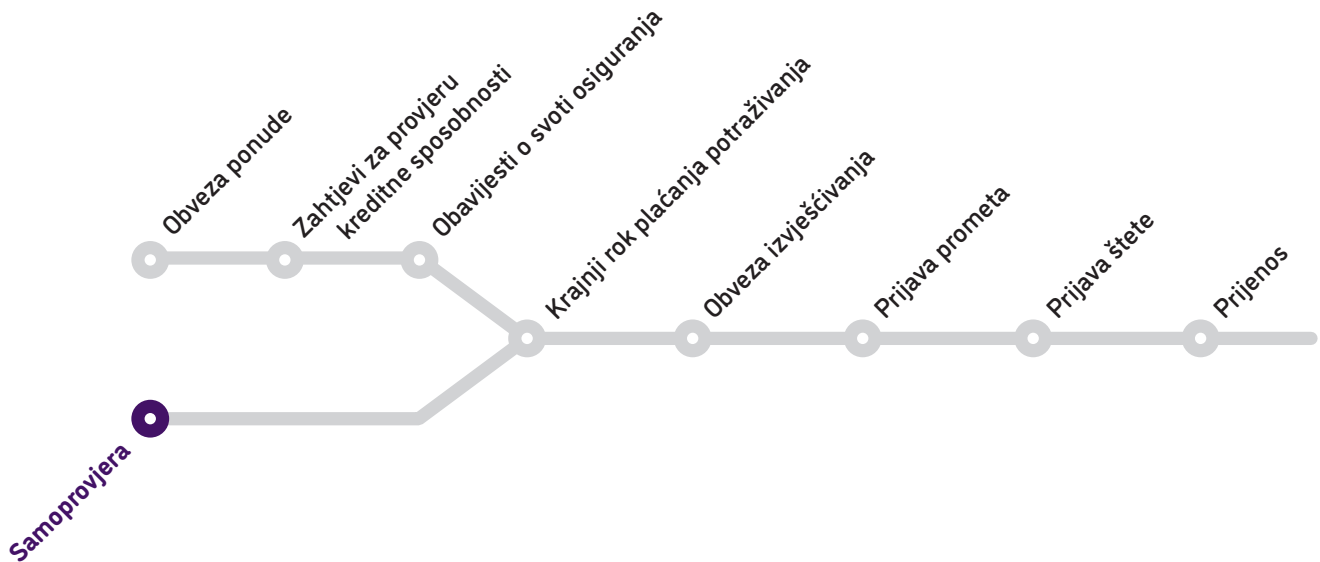 Obveza ponude
Zahtjevi za provjeru
kreditne sposobnosti
Obavijesti o svoti osiguranja
Krajnji rok plaćanja potraživanja
Obveza izvješćivanja
Prijava prometa
Prijava štete
Prijenos
Samoprovjera